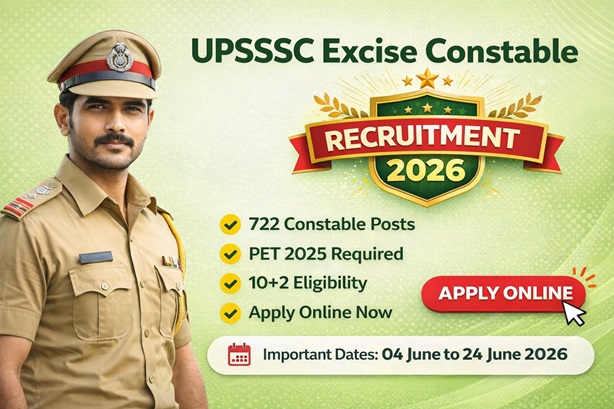 UPSSSC Excise Constable
RECRUITMENT
2026
722 Constable Posts
PET 2025 Required
10+2 Eligibility
Apply Online Now
APPLY ONLINE
Important Dates: 04 June to 24 June 2026